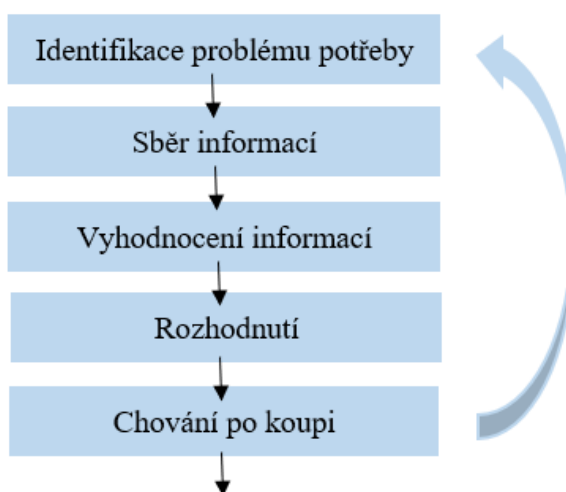 Identifikace problému potřeby
Sběr informací
Vyhodnocení informací
Rozhodnutí
Chování po koupi